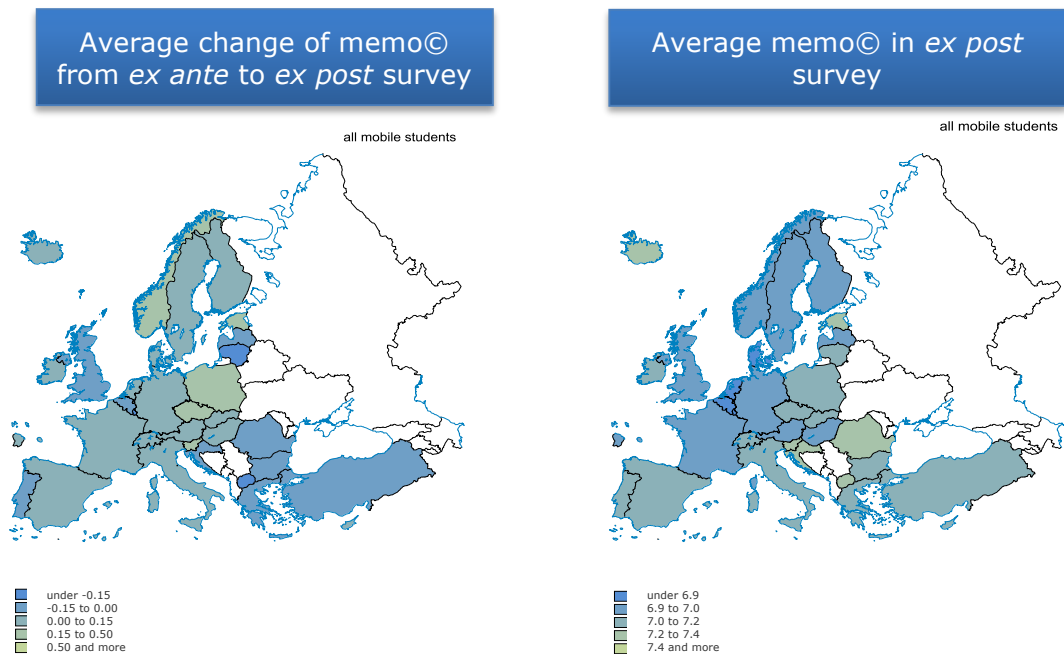 Average change of memo©
from ex ante to ex post survey
all mobile students
under -0.15
-0.15 to 0.00
0.00 to 0.15
0.15 to 0.50
0.50 and more
Average memo© in ex post
survey
all mobile students
under 6.9
6.9 to 7.0
7.0 to 7.2
7.2 to 7.4
7.4 and more